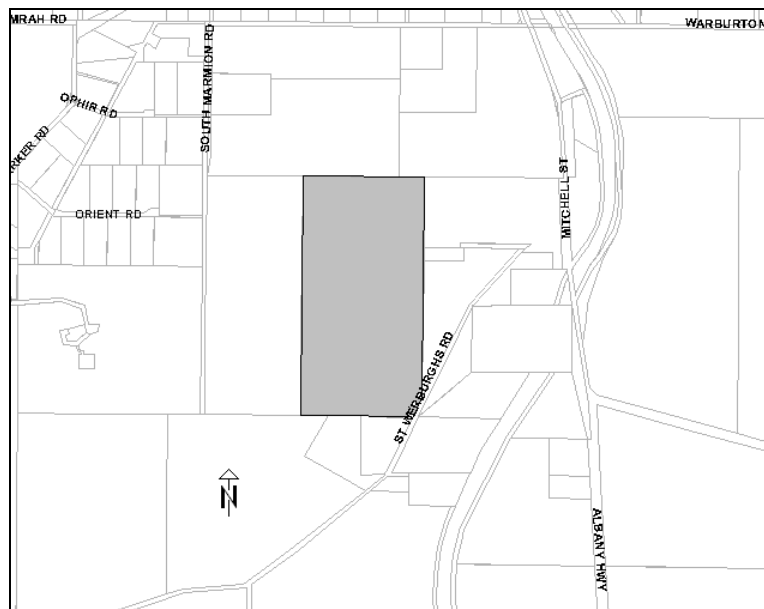 MRAH RD
WARBURTON
SOUTH MARMION RD
OPHIR RD
RKER RD
ORIENT RD
MITCHELL ST
ST WERBURGHS RD
N
ALBANY HWY